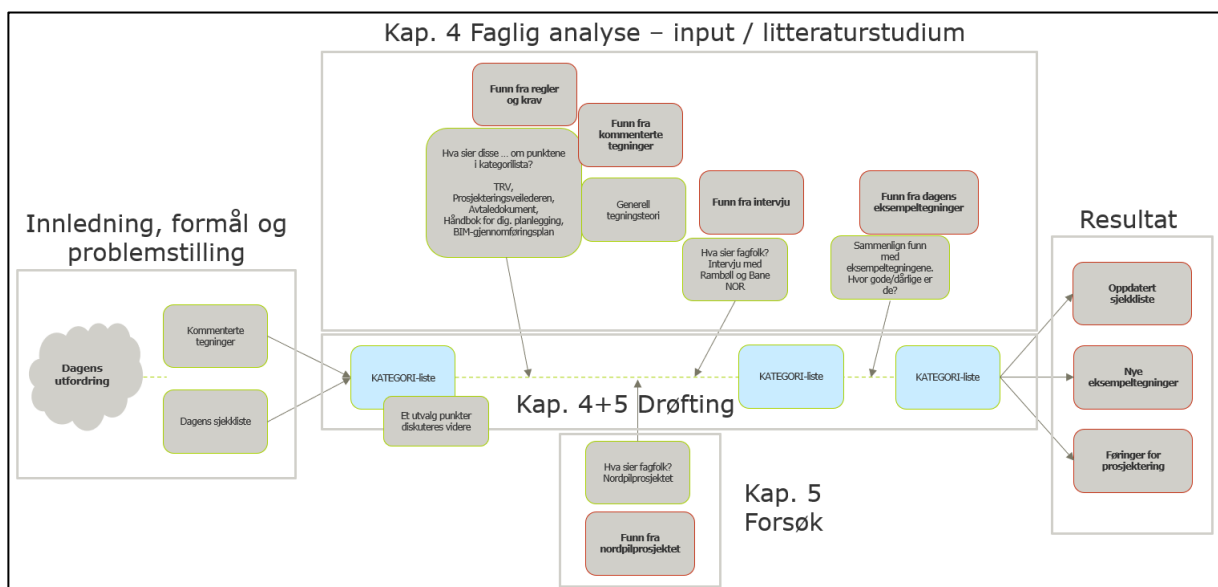 Kap. 4 Faglig analyse – input / litteraturstudium
Funn fra regler
og krav
Funn fra
kommenterte
tegninger
Hva sier disse ... om punktene
i kategorilista?
TRV,
Prosjekteringsveilederen,
Avtaledokument,
Håndbok for dig. planlegging,
BIM-gjennomføringsplan
Generell
tegningsteori
Funn fra intervju
Hva sier fagfolk?
Intervju med
Rambøll og Bane
NOR
Funn fra dagens
eksempeltegninger
Sammenlign funn
med
eksempeltegningene.
Hvor gode/dårlige er
de?
Innledning, formål og
problemstilling
Dagens
utfordring
Kommenterte
tegninger
Dagens sjekkliste
KATEGORI-liste
Et utvalg punkter
diskuteres videre
Kap. 4+5 Drøfting
KATEGORI-liste
KATEGORI-liste
Hva sier fagfolk?
Nordpilprosjektet
Funn fra
nordpilprosjektet
Kap. 5
Forsøk
Resultat
Oppdatert
sjekkliste
Nye
eksempeltegninger
Føringer for
prosjektering